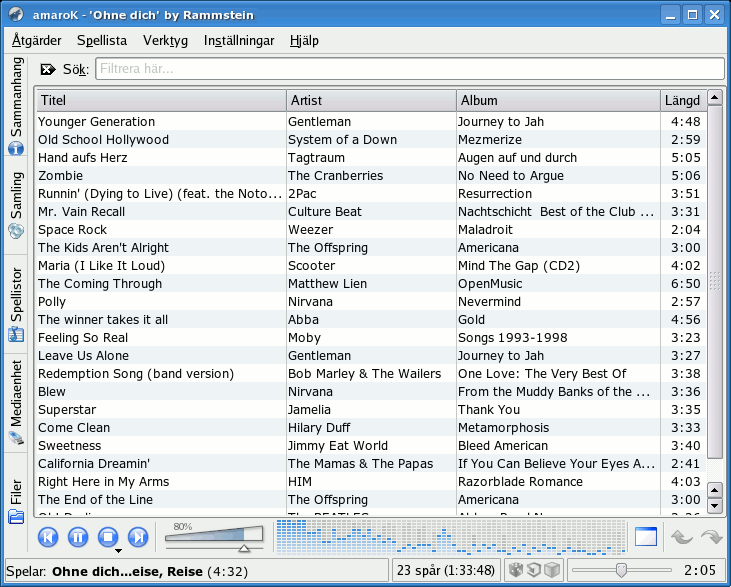 amaroK - 'Ohne dich' by Rammstein
Åtgärder Spellista Verktyg Inställningar Hjälp
Sammanhang
Samling
Spellistor
Mediaenhet
Filer
Sök: Filtrera här...
Titel Artist Album Längd
Younger Generation Gentleman Journey to Jah 4:48
Old School Hollywood System of a Down Mezmerize 2:59
Hand aufs Herz Tagtraum Augen auf und durch 5:05
Zombie The Cranberries No Need to Argue 5:06
Runnin' (Dying to Live) (feat. the Noto... 2Pac Resurrection 3:51
Mr. Vain Recall Culture Beat Nachtschicht  Best of the Club ... 3:31
Space Rock Weezer Maladroit 2:04
The Kids Aren't Alright The Offspring Americana 3:00
Maria (I Like It Loud) Scooter Mind The Gap (CD2) 4:02
The Coming Through Matthew Lien OpenMusic 6:50
Polly Nirvana Nevermind 2:57
The winner takes it all Abba Gold 4:56
Feeling So Real Moby Songs 1993-1998 3:23
Leave Us Alone Gentleman Journey to Jah 3:27
Redemption Song (band version) Bob Marley & The Wailers One Love: The Very Best Of 3:38
Blew Nirvana From the Muddy Banks of the ... 3:36
Superstar Jamelia Thank You 3:35
Come Clean Hilary Duff Metamorphosis 3:33
Sweetness Jimmy Eat World Bleed American 3:40
California Dreamin' The Mamas & The Papas If You Can Believe Your Eyes A... 2:41
Right Here in My Arms HIM Razorblade Romance 4:03
The End of the Line The Offspring Americana 3:00
80%
Spelar: Ohne dich...eise, Reise (4:32) 23 spår (1:33:48) 2:05